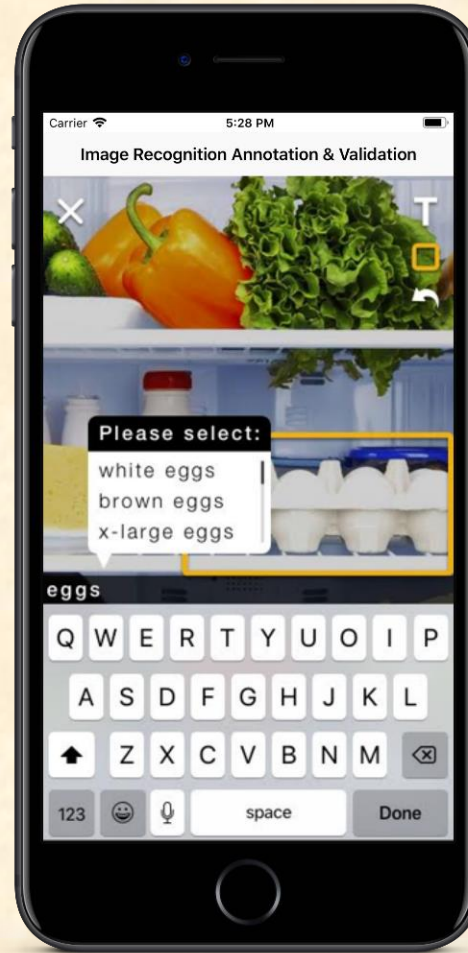 Carrier 5:28 PM
Image Recognition Annotation & Validation
T
Please select:
white eggs
brown eggs
x-large eggs
eggs
Q W E R T Y U O I P
A S D F G H J K L
Z X C V B N M
123 space Done